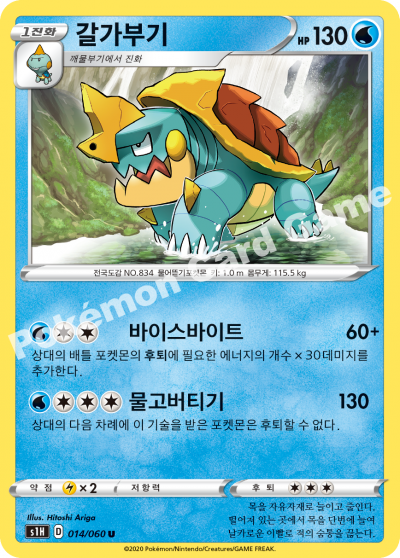 1진화
갈가부기
HP 130
깨물부기에서 진화
전국도감 NO.834 물어뜯기포켓몬 키: 1.0 m 몸무게: 115.5 kg
Pokémon Card Game
바이스바이트 60+
상대의 배틀 포켓몬의 후퇴에 필요한 에너지의 개수 × 30데미지를
추가한다.
물고버티기 130
상대의 다음 차례에 이 기술을 받은 포켓몬은 후퇴할 수 없다.
약점 ×2 저항력 후퇴
Illus. Hitoshi Ariga
s1H D 014/060 U
목을 자유자재로 늘이고 줄인다.
떨어져 있는 곳에서 목을 단번에 늘여
날카로운 이빨로 적의 숨통을 끊는다.
©2020 Pokémon/Nintendo/Creatures/GAME FREAK.